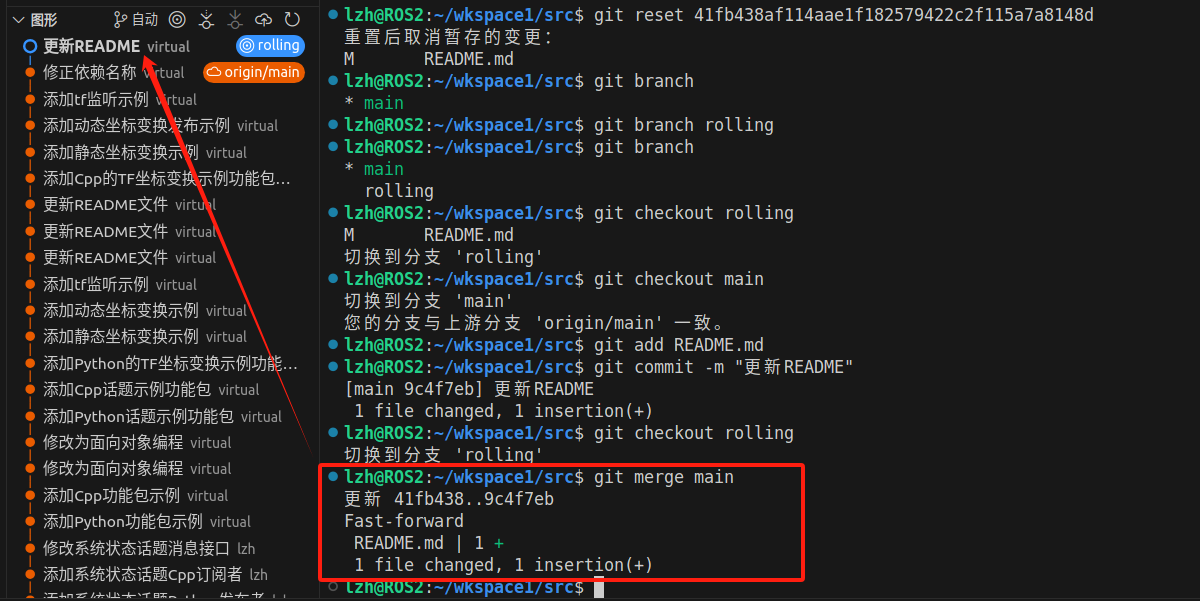 图形 自动
更新README virtual rolling
修正依赖名称 virtual origin/main
添加tf监听示例 virtual
添加动态坐标变换发布示例 virtual
添加静态坐标变换示例 virtual
添加Cpp的TF坐标变换示例功能包...
更新README文件 virtual
更新README文件 virtual
更新README文件 virtual
添加tf监听示例 virtual
添加动态坐标变换示例 virtual
添加静态坐标变换示例 virtual
添加Python的TF坐标变换示例功能...
添加Cpp话题示例功能包 virtual
添加Python话题示例功能包 virtual
修改为面向对象编程 virtual
修改为面向对象编程 virtual
添加Cpp功能包示例 virtual
添加Python功能包示例 virtual
修改系统状态话题消息接口 lzh
添加系统状态话题Cpp订阅者 lzh
lzh@ROS2:~/wkspace1/src$ git reset 41fb438af114aae1f182579422c2f115a7a8148d
重置后取消暂存的变更：
M README.md
lzh@ROS2:~/wkspace1/src$ git branch
* main
lzh@ROS2:~/wkspace1/src$ git branch rolling
lzh@ROS2:~/wkspace1/src$ git branch
* main
rolling
lzh@ROS2:~/wkspace1/src$ git checkout rolling
M README.md
切换到分支 'rolling'
lzh@ROS2:~/wkspace1/src$ git checkout main
切换到分支 'main'
您的分支与上游分支 'origin/main' 一致。
lzh@ROS2:~/wkspace1/src$ git add README.md
lzh@ROS2:~/wkspace1/src$ git commit -m "更新README"
[main 9c4f7eb] 更新README
1 file changed, 1 insertion(+)
lzh@ROS2:~/wkspace1/src$ git checkout rolling
切换到分支 'rolling'
lzh@ROS2:~/wkspace1/src$ git merge main
更新 41fb438..9c4f7eb
Fast-forward
README.md | 1 +
1 file changed, 1 insertion(+)
lzh@ROS2:~/wkspace1/src$